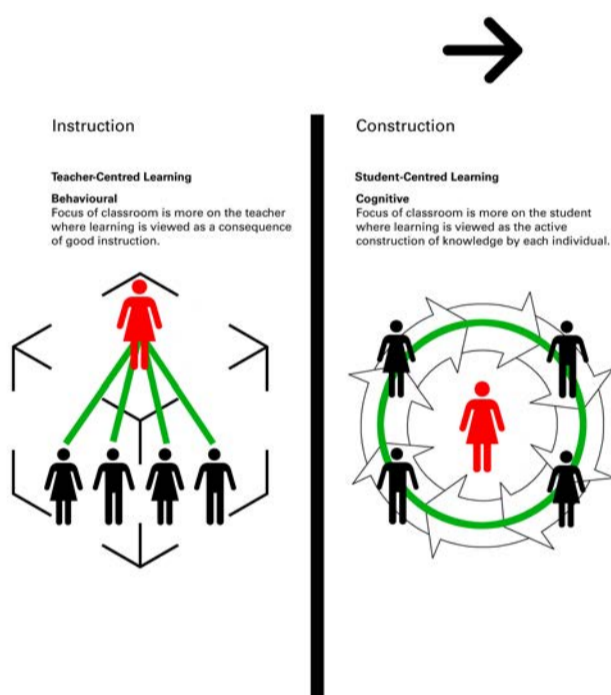 Instruction
Teacher-Centred Learning
Behavioural
Focus of classroom is more on the teacher
where learning is viewed as a consequence
of good instruction.
Construction
Student-Centred Learning
Cognitive
Focus of classroom is more on the student
where learning is viewed as the active
construction of knowledge by each individual.